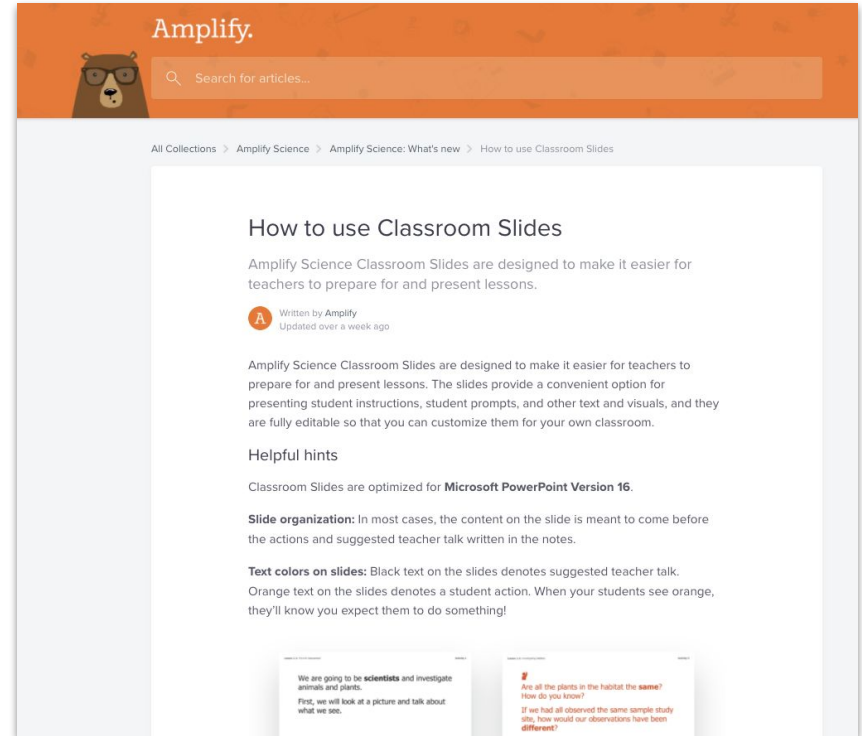 Amplify.
Search for articles...
All Collections > Amplify Science > Amplify Science: What's new > How to use Classroom Slides
How to use Classroom Slides
Amplify Science Classroom Slides are designed to make it easier for
teachers to prepare for and present lessons.
A
Written by Amplify
Updated over a week ago
Amplify Science Classroom Slides are designed to make it easier for teachers to
prepare for and present lessons. The slides provide a convenient option for
presenting student instructions, student prompts, and other text and visuals, and they
are fully editable so that you can customize them for your own classroom.
Helpful hints
Classroom Slides are optimized for Microsoft PowerPoint Version 16.
Slide organization: In most cases, the content on the slide is meant to come before
the actions and suggested teacher talk written in the notes.
Text colors on slides: Black text on the slides denotes suggested teacher talk.
Orange text on the slides denotes a student action. When your students see orange,
they'll know you expect them to do something!
We are going to be scientists and investigate
animals and plants.
First, we will look at a picture and talk about
what we see.
Are all the plants in the habitat the same?
How do you know?
If we had all observed the same sample study
site, how would our observations have been
different?